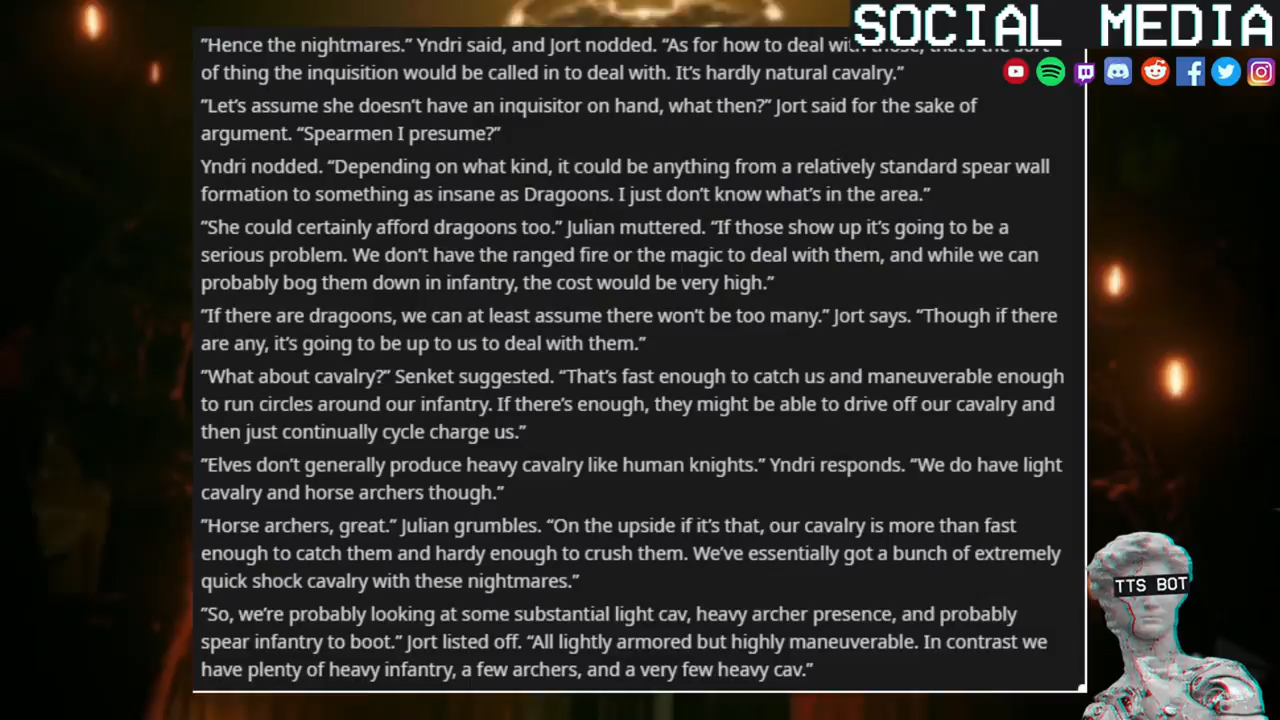 SOCIAL MEDIA
"Hence the nightmares." Yndri said, and Jort nodded. "As for how to deal with those, that's the sort
of thing the inquisition would be called in to deal with. It's hardly natural cavalry."
"Let's assume she doesn't have an inquisitor on hand, what then?" Jort said for the sake of
argument. "Spearmen I presume?"
Yndri nodded. "Depending on what kind, it could be anything from a relatively standard spear wall
formation to something as insane as Dragoons. I just don't know what's in the area."
"She could certainly afford dragoons too." Julian muttered. "If those show up it's going to be a
serious problem. We don't have the ranged fire or the magic to deal with them, and while we can
probably bog them down in infantry, the cost would be very high."
"If there are dragoons, we can at least assume there won't be too many." Jort says. "Though if there
are any, it's going to be up to us to deal with them."
"What about cavalry?" Senket suggested. "That's fast enough to catch us and maneuverable enough
to run circles around our infantry. If there's enough, they might be able to drive off our cavalry and
then just continually cycle charge us."
"Elves don't generally produce heavy cavalry like human knights." Yndri responds. "We do have light
cavalry and horse archers though."
"Horse archers, great." Julian grumbles. "On the upside if it's that, our cavalry is more than fast
enough to catch them and hardy enough to crush them. We've essentially got a bunch of extremely
quick shock cavalry with these nightmares."
"So, we're probably looking at some substantial light cav, heavy archer presence, and probably
spear infantry to boot." Jort listed off. "All lightly armored but highly maneuverable. In contrast we
have plenty of heavy infantry, a few archers, and a very few heavy cav."
TTS BOT